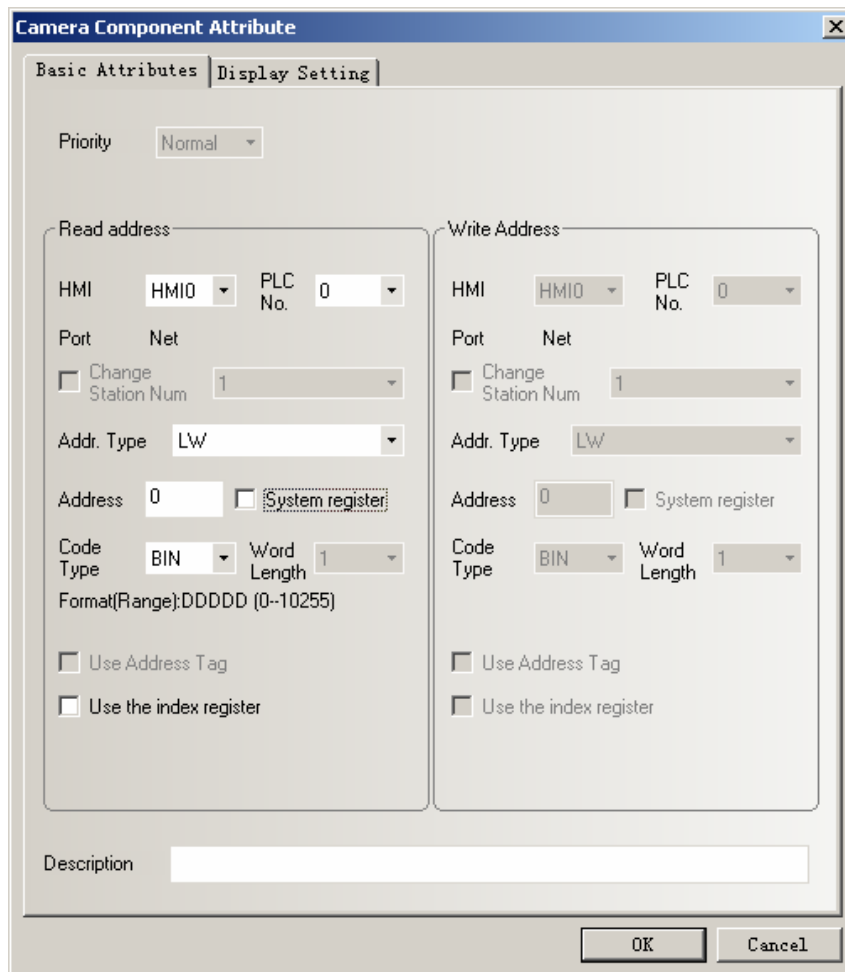 Camera Component Attribute
Basic Attributes
Display Setting
Priority
Normal
Read address
HMI
HMI0
PLC
No.
0
Port
Net
Change
Station Num
1
Addr. Type
LW
Address
0
System register
Code
Type
BIN
Word
Length
1
Format(Range):DDDDD (0--10255)
Use Address Tag
Use the index register
Write Address
HMI
HMI0
PLC
No.
0
Port
Net
Change
Station Num
1
Addr. Type
LW
Address
0
System register
Code
Type
BIN
Word
Length
1
Use Address Tag
Use the index register
Description
OK
Cancel